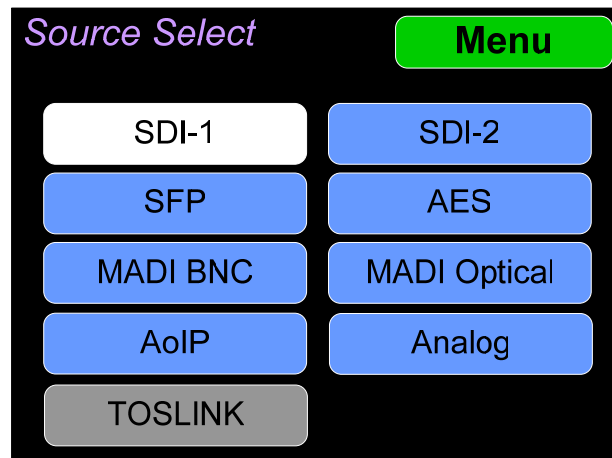 Source Select
Menu
SDI-1
SDI-2
SFP
AES
MADI BNC
MADI Optical
AoIP
Analog
TOSLINK